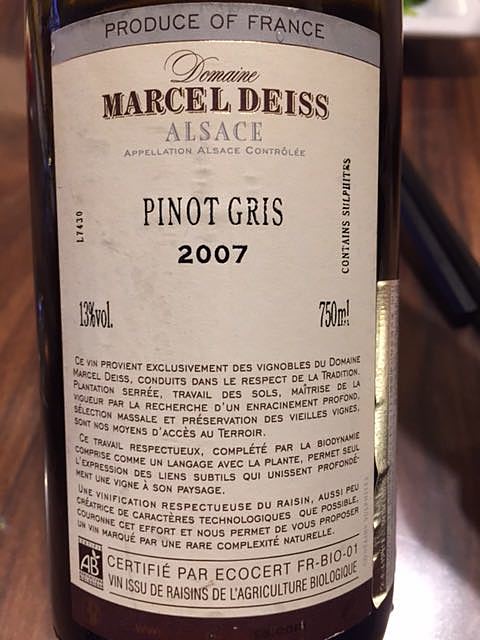 PRODUCE OF FRANCE
Domaine
MARCEL DEISS
ALSACE
APPELLATION ALSACE CONTRÔLÉE
L7430
CONTAINS SULPHITES
PINOT GRIS
2007
13%vol.
750ml
CE VIN PROVIENT EXCLUSIVEMENT DES VIGNOBLES DU DOMAINE
MARCEL DEISS, CONDUITS DANS LE RESPECT DE LA TRADITION.
PLANTATION SERRÉE, TRAVAIL DES SOLS, MAÎTRISE DE LA
VIGUEUR PAR LA RECHERCHE D'UN ENRACINEMENT PROFOND,
SÉLECTION MASSALE ET PRÉSERVATION DES VIEILLES VIGNES,
SONT NOS MOYENS D'ACCÈS AU TERROIR.
CE TRAVAIL RESPECTUEUX, COMPLÉTÉ PAR LA BIODYNAMIE
COMPRISE COMME UN LANGAGE AVEC LA PLANTE, PERMET SEUL
L'EXPRESSION DES LIENS SUBTILS QUI UNISSENT PROFONDÉ-
MENT UNE VIGNE À SON PAYSAGE.
UNE VINIFICATION RESPECTUEUSE DU RAISIN, AUSSI PEU
CRÉATRICE DE CARACTÈRES TECHNOLOGIQUES QUE POSSIBLE,
COURONNE CET EFFORT ET NOUS PERMET DE VOUS PROPOSER
UN VIN MARQUÉ PAR UNE RARE COMPLEXITÉ NATURELLE.
AB
CERTIFIÉ PAR ECOCERT FR-BIO-01
VIN ISSU DE RAISINS DE L'AGRICULTURE BIOLOGIQUE